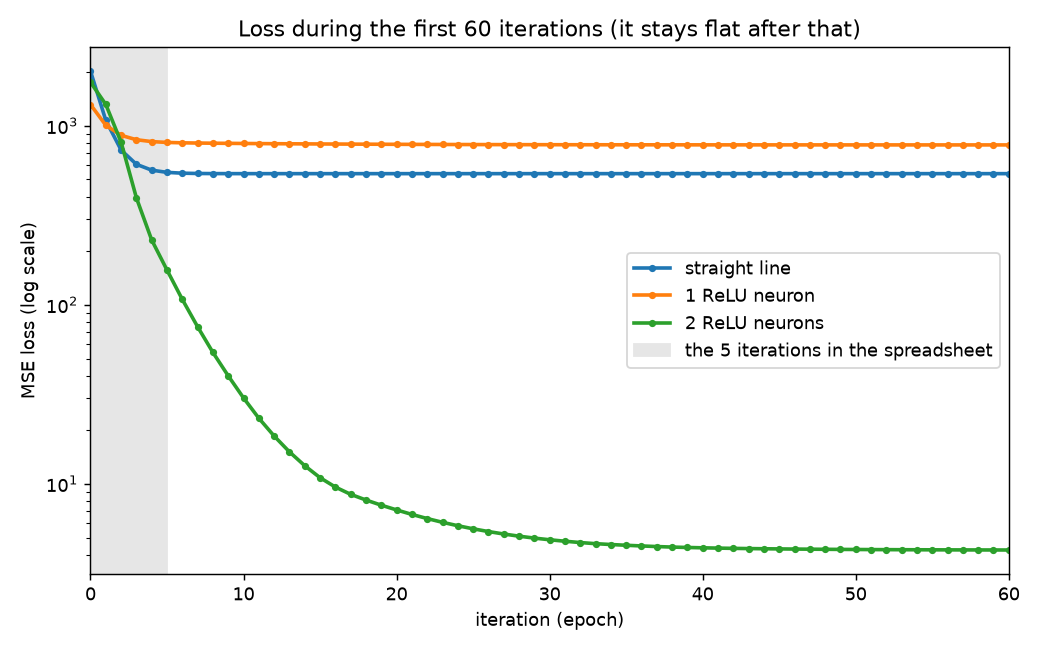 Loss during the first 60 iterations (it stays flat after that)
MSE loss (log scale)
10³
10²
10¹
straight line
1 ReLU neuron
2 ReLU neurons
the 5 iterations in the spreadsheet
0 10 20 30 40 50 60
iteration (epoch)